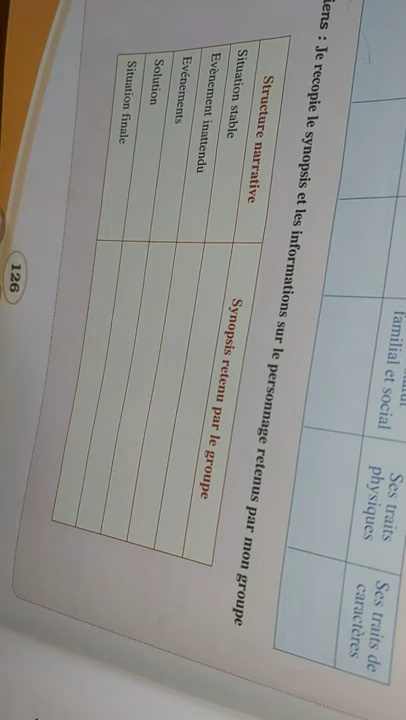 familial et social
Ses traits
physiques
Ses traits de
caractères
iens : Je recopie le synopsis et les informations sur le personnage retenus par mon groupe
Structure narrative
Synopsis retenu par le groupe
Situation stable
Evènement inattendu
Evénements
Solution
Situation finale
126